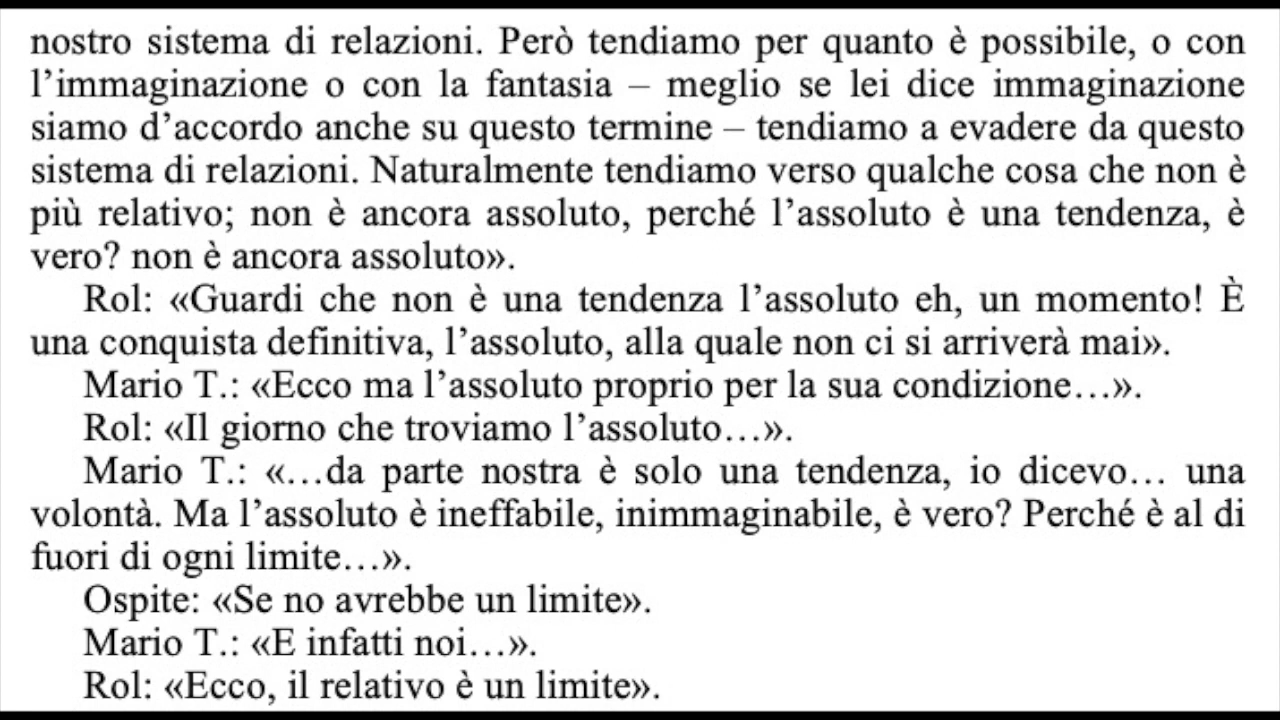 nostro sistema di relazioni. Però tendiamo per quanto è possibile, o con
l’immaginazione o con la fantasia – meglio se lei dice immaginazione
siamo d’accordo anche su questo termine – tendiamo a evadere da questo
sistema di relazioni. Naturalmente tendiamo verso qualche cosa che non è
più relativo; non è ancora assoluto, perché l’assoluto è una tendenza, è
vero? non è ancora assoluto».
Rol: «Guardi che non è una tendenza l’assoluto eh, un momento! È
una conquista definitiva, l’assoluto, alla quale non ci si arriverà mai».
Mario T.: «Ecco ma l’assoluto proprio per la sua condizione…».
Rol: «Il giorno che troviamo l’assoluto…».
Mario T.: «…da parte nostra è solo una tendenza, io dicevo… una
volontà. Ma l’assoluto è ineffabile, inimmaginabile, è vero? Perché è al di
fuori di ogni limite…».
Ospite: «Se no avrebbe un limite».
Mario T.: «E infatti noi…».
Rol: «Ecco, il relativo è un limite».